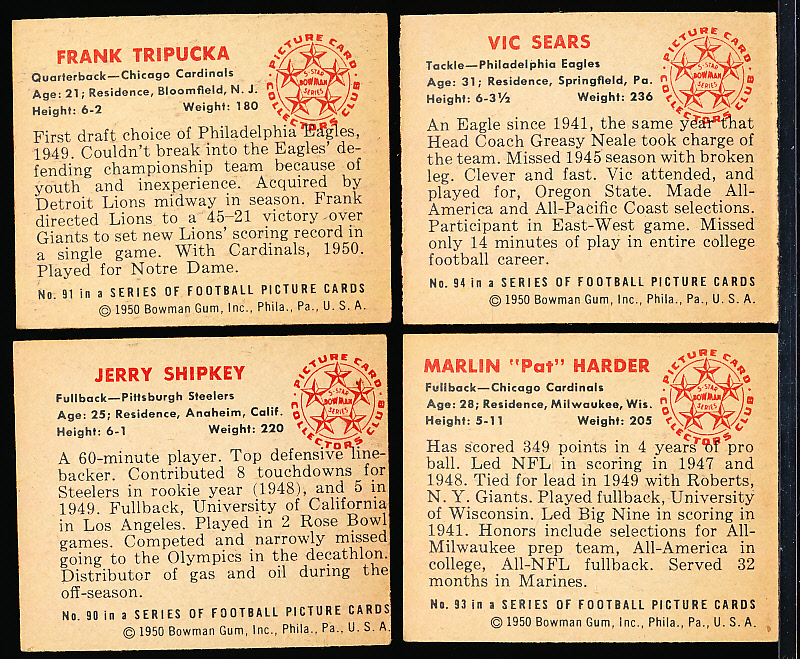 FRANK TRIPUCKA
Quarterback—Chicago Cardinals
Age: 21; Residence, Bloomfield, N. J.
Height: 6-2 Weight: 180
PICTURE CARD
5-STAR
BOWMAN
SERIES
COLLECTORS CLUB
First draft choice of Philadelphia Eagles,
1949. Couldn't break into the Eagles' de-
fending championship team because of
youth and inexperience. Acquired by
Detroit Lions midway in season. Frank
directed Lions to a 45-21 victory over
Giants to set new Lions' scoring record in
a single game. With Cardinals, 1950.
Played for Notre Dame.
No. 91 in a SERIES OF FOOTBALL PICTURE CARDS
© 1950 Bowman Gum, Inc., Phila., Pa., U. S. A.
VIC SEARS
Tackle—Philadelphia Eagles
Age: 31; Residence, Springfield, Pa.
Height: 6-3½ Weight: 236
PICTURE CARD
5-STAR
BOWMAN
SERIES
COLLECTORS CLUB
An Eagle since 1941, the same year that
Head Coach Greasy Neale took charge of
the team. Missed 1945 season with broken
leg. Clever and fast. Vic attended, and
played for, Oregon State. Made All-
America and All-Pacific Coast selections.
Participant in East-West game. Missed
only 14 minutes of play in entire college
football career.
No. 94 in a SERIES OF FOOTBALL PICTURE CARDS
© 1950 Bowman Gum, Inc., Phila., Pa., U. S. A.
JERRY SHIPKEY
Fullback—Pittsburgh Steelers
Age: 25; Residence, Anaheim, Calif.
Height: 6-1 Weight: 220
PICTURE CARD
5-STAR
BOWMAN
SERIES
COLLECTORS CLUB
A 60-minute player. Top defensive line-
backer. Contributed 8 touchdowns for
Steelers in rookie year (1948), and 5 in
1949. Fullback, University of California
in Los Angeles. Played in 2 Rose Bowl
games. Competed and narrowly missed
going to the Olympics in the decathlon.
Distributor of gas and oil during the
off-season.
No. 90 in a SERIES OF FOOTBALL PICTURE CARDS
© 1950 Bowman Gum, Inc., Phila., Pa., U. S. A.
MARLIN "Pat" HARDER
Fullback—Chicago Cardinals
Age: 28; Residence, Milwaukee, Wis.
Height: 5-11 Weight: 205
PICTURE CARD
5-STAR
BOWMAN
SERIES
COLLECTORS CLUB
Has scored 349 points in 4 years of pro
ball. Led NFL in scoring in 1947 and
1948. Tied for lead in 1949 with Roberts,
N. Y. Giants. Played fullback, University
of Wisconsin. Led Big Nine in scoring in
1941. Honors include selections for All-
Milwaukee prep team, All-America in
college, All-NFL fullback. Served 32
months in Marines.
No. 93 in a SERIES OF FOOTBALL PICTURE CARDS
© 1950 Bowman Gum, Inc., Phila., Pa., U. S. A.